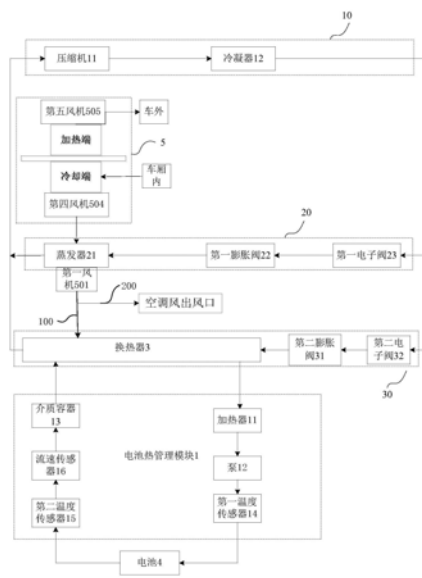 10
压缩机11
冷凝器12
第五风机505
车外
加热端
5
冷却端
车厢
内
第四风机504
20
蒸发器21
第一膨胀阀22
第一电子阀23
第一风
机501
200
空调风出风口
100
换热器3
第二膨胀
阀31
第二电
子阀32
30
介质容器
13
加热器11
流速传感
器16
电池热管理模块1
泵12
第二温度
传感器15
第一温度
传感器14
电池4